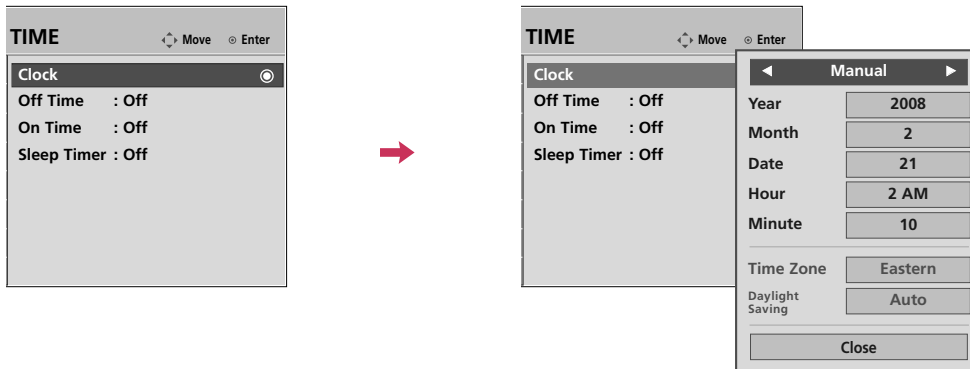 TIME Move Enter
Clock
Off Time : Off
On Time : Off
Sleep Timer : Off
TIME Move Enter
Clock
Off Time : Off
On Time : Off
Sleep Timer : Off
Manual
Year 2008
Month 2
Date 21
Hour 2 AM
Minute 10
Time Zone Eastern
Daylight
Saving Auto
Close